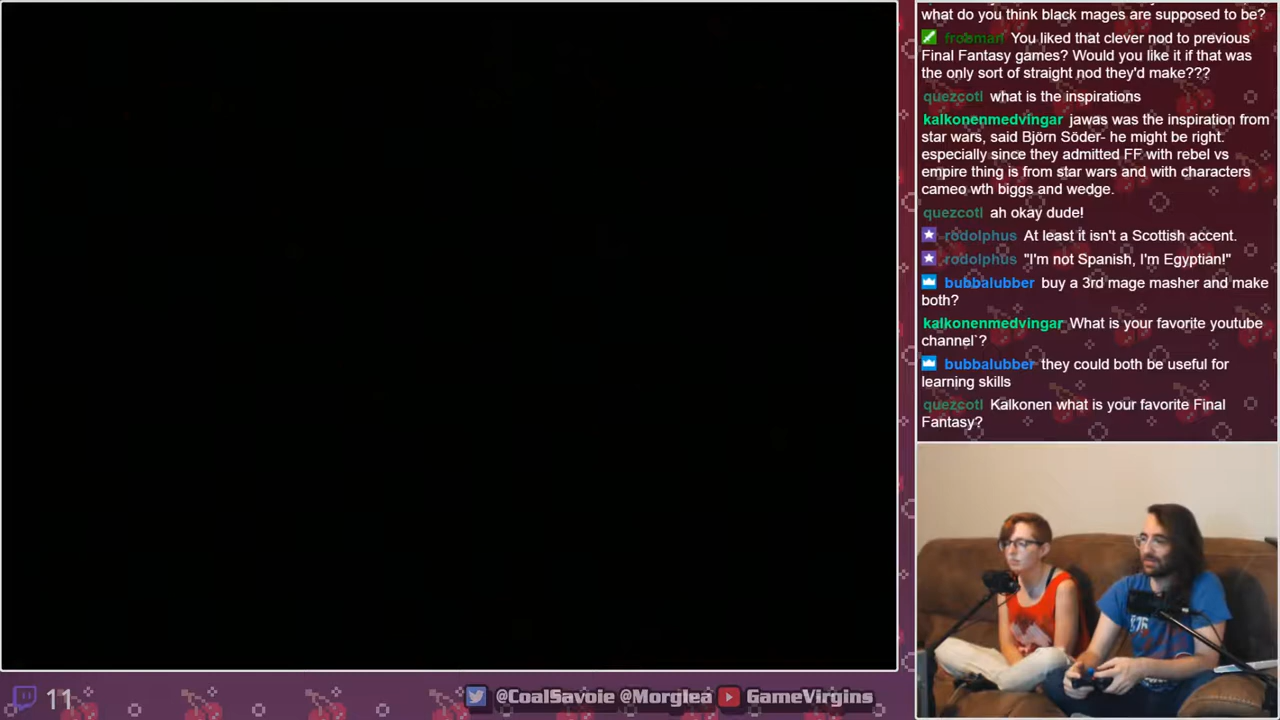 what do you think black mages are supposed to be?
frobman You liked that clever nod to previous
Final Fantasy games? Would you like it if that was
the only sort of straight nod they'd make???
quezcotl what is the inspirations
kalkonenmedvingar jawas was the inspiration from
star wars, said Björn Söder- he might be right.
especially since they admitted FF with rebel vs
empire thing is from star wars and with characters
cameo wth biggs and wedge.
quezcotl ah okay dude!
rodolphus At least it isn't a Scottish accent.
rodolphus "I'm not Spanish, I'm Egyptian!"
bubbalubber buy a 3rd mage masher and make
both?
kalkonenmedvingar What is your favorite youtube
channel`?
bubbalubber they could both be useful for
learning skills
quezcotl Kalkonen what is your favorite Final
Fantasy?
11 @CoalSavoie @Morglea GameVirgins